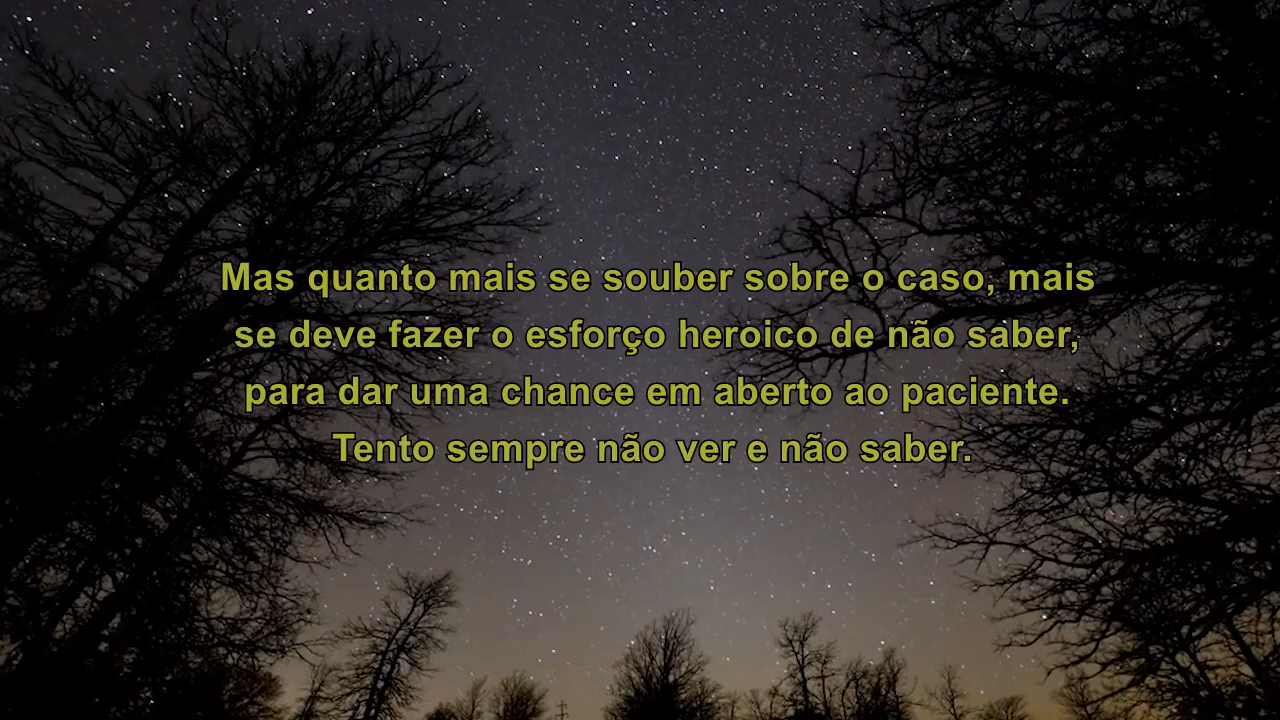 Mas quanto mais se souber sobre o caso, mais
se deve fazer o esforço heroico de não saber,
para dar uma chance em aberto ao paciente.
Tento sempre não ver e não saber.